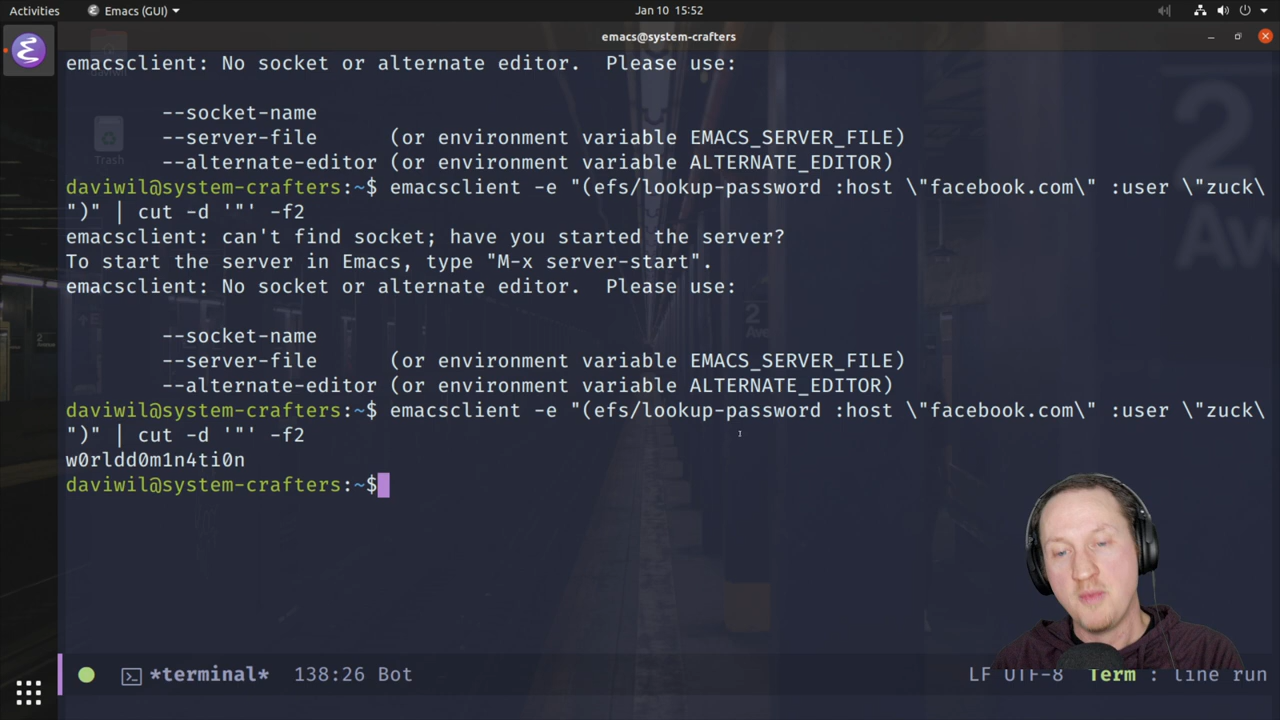 Activities
Emacs (GUI)
Jan 10 15:52
emacs@system-crafters
emacsclient: No socket or alternate editor.  Please use:
--socket-name
--server-file      (or environment variable EMACS_SERVER_FILE)
--alternate-editor (or environment variable ALTERNATE_EDITOR)
daviwil@system-crafters:~$ emacsclient -e "(efs/lookup-password :host \"facebook.com\" :user \"zuck\
")" | cut -d '"' -f2
emacsclient: can't find socket; have you started the server?
To start the server in Emacs, type "M-x server-start".
emacsclient: No socket or alternate editor.  Please use:
--socket-name
--server-file      (or environment variable EMACS_SERVER_FILE)
--alternate-editor (or environment variable ALTERNATE_EDITOR)
daviwil@system-crafters:~$ emacsclient -e "(efs/lookup-password :host \"facebook.com\" :user \"zuck\
")" | cut -d '"' -f2
w0rldd0m1n4ti0n
daviwil@system-crafters:~$
*terminal*  138:26 Bot
LF UTF-8  Term : line run
daviwil
Trash
2
Av
2
Ave